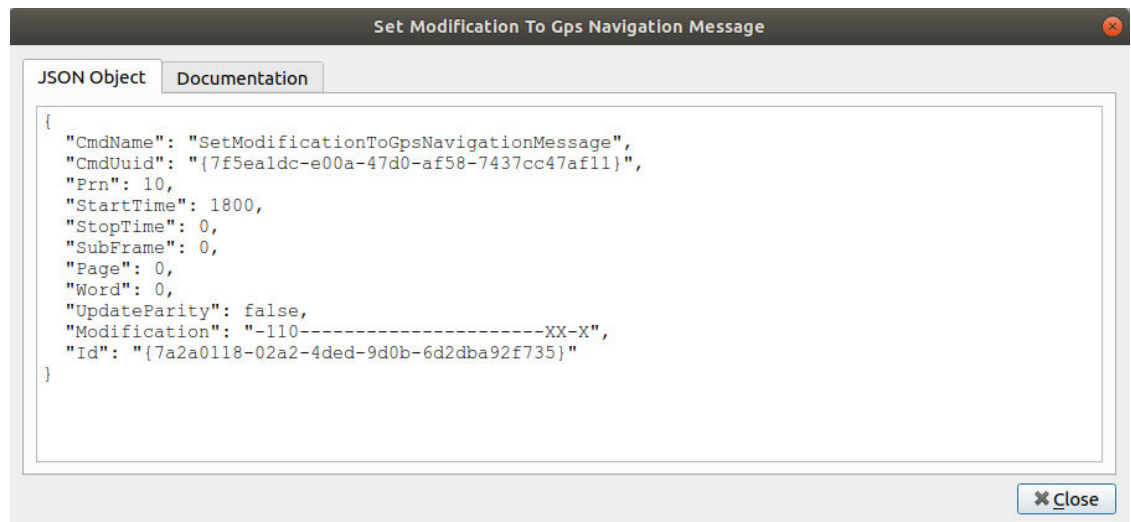 Set Modification To Gps Navigation Message
JSON Object Documentation
{
"CmdName": "SetModificationToGpsNavigationMessage",
"CmdUuid": "{7f5ea1dc-e00a-47d0-af58-7437cc47af11}",
"Prn": 10,
"StartTime": 1800,
"StopTime": 0,
"SubFrame": 0,
"Page": 0,
"Word": 0,
"UpdateParity": false,
"Modification": "-110----------------------XX-X",
"Id": "{7a2a0118-02a2-4ded-9d0b-6d2dba92f735}"
}
Close